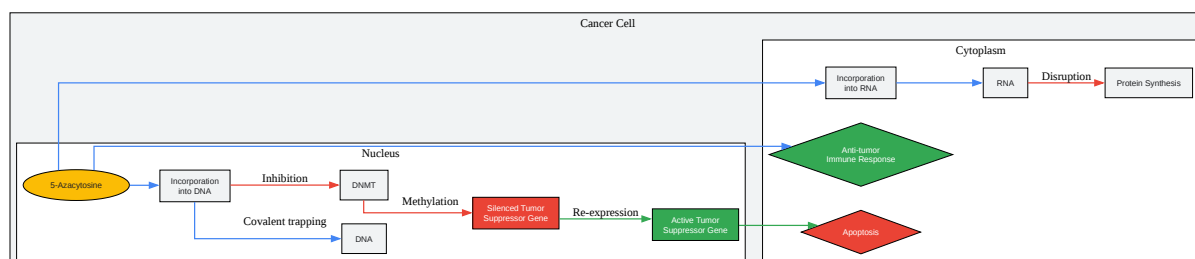 Cancer Cell
Cytoplasm
Incorporation
into RNA
RNA
Disruption
Protein Synthesis
Anti-tumor
Immune Response
Nucleus
5-Azacytosine
Incorporation
into DNA
Inhibition
DNMT
Methylation
Silenced Tumor
Suppressor Gene
Re-expression
Active Tumor
Suppressor Gene
Apoptosis
Covalent trapping
DNA